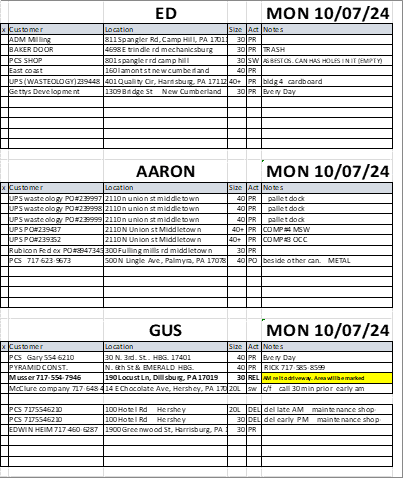 ED MON 10/07/24
x Customer Location Size Act Notes
ADM Milling 811 Spangler Rd, Camp Hill, PA 1701 30 PR
BAKER DOOR 4698 E trindle rd mechanicsburg 30 PR TRASH
PCS SHOP 801 spangler rd camp hill 30 SW ASBESTOS. CAN HAS HOLES IN IT (EMPTY)
East coast 160 lamont st new cumberland 40 PR
UPS (WASTEOLOGY)239448 401 Quality Cir, Harrisburg, PA 17112 40+ PR bldg 4 cardboard
Gettys Development 1309 Bridge St New Cumberland 30 PR Every Day
AARON MON 10/07/24
x Customer Location Size Act Notes
UPS wasteology PO#239997 2110 n union st middletown 40 PR pallet dock
UPS wasteology PO#239998 2110 n union st middletown 40 PR pallet dock
UPS wasteology PO#239999 2110 n union st middletown 40 PR pallet dock
UPS PO#239437 2110 N Union st Middletown 40+ PR COMP#4 MSW
UPS PO#239352 2110 N Union st Middletown 40+ PR COMP#3 OCC
Rubicon Fed ex PO#8947345 300 Fulling mills rd middletown 30 PR
PCS 717-623-9673 500 N Lingle Ave, Palmyra, PA 17078 40 PO beside other can. METAL
GUS MON 10/07/24
x Customer Location Size Act Notes
PCS Gary 554 6210 30 N. 3rd. St.. HBG. 17401 40 PR Every Day
PYRAMID CONST. N. 6th St & EMERALD HBG. 40 PR RICK 717-585-8599
Musser 717-554-7946 190 Locust Ln, Dillsburg, PA 17019 30 REL AM rel to driveway. Area will be marked
McClure company 717-648-4 14 E Chocolate Ave, Hershey, PA 170 20L sw c/f call 30 min prior early am
PCS 7175546210 100 Hotel Rd Hershey 20L DEL del late AM maintenance shop
PCS 7175546210 100 Hotel Rd Hershey 30 DEL del early PM maintenance shop
EDWIN HEIM 717-460-6287 1900 Greenwood St, Harrisburg, PA 1 30 PR